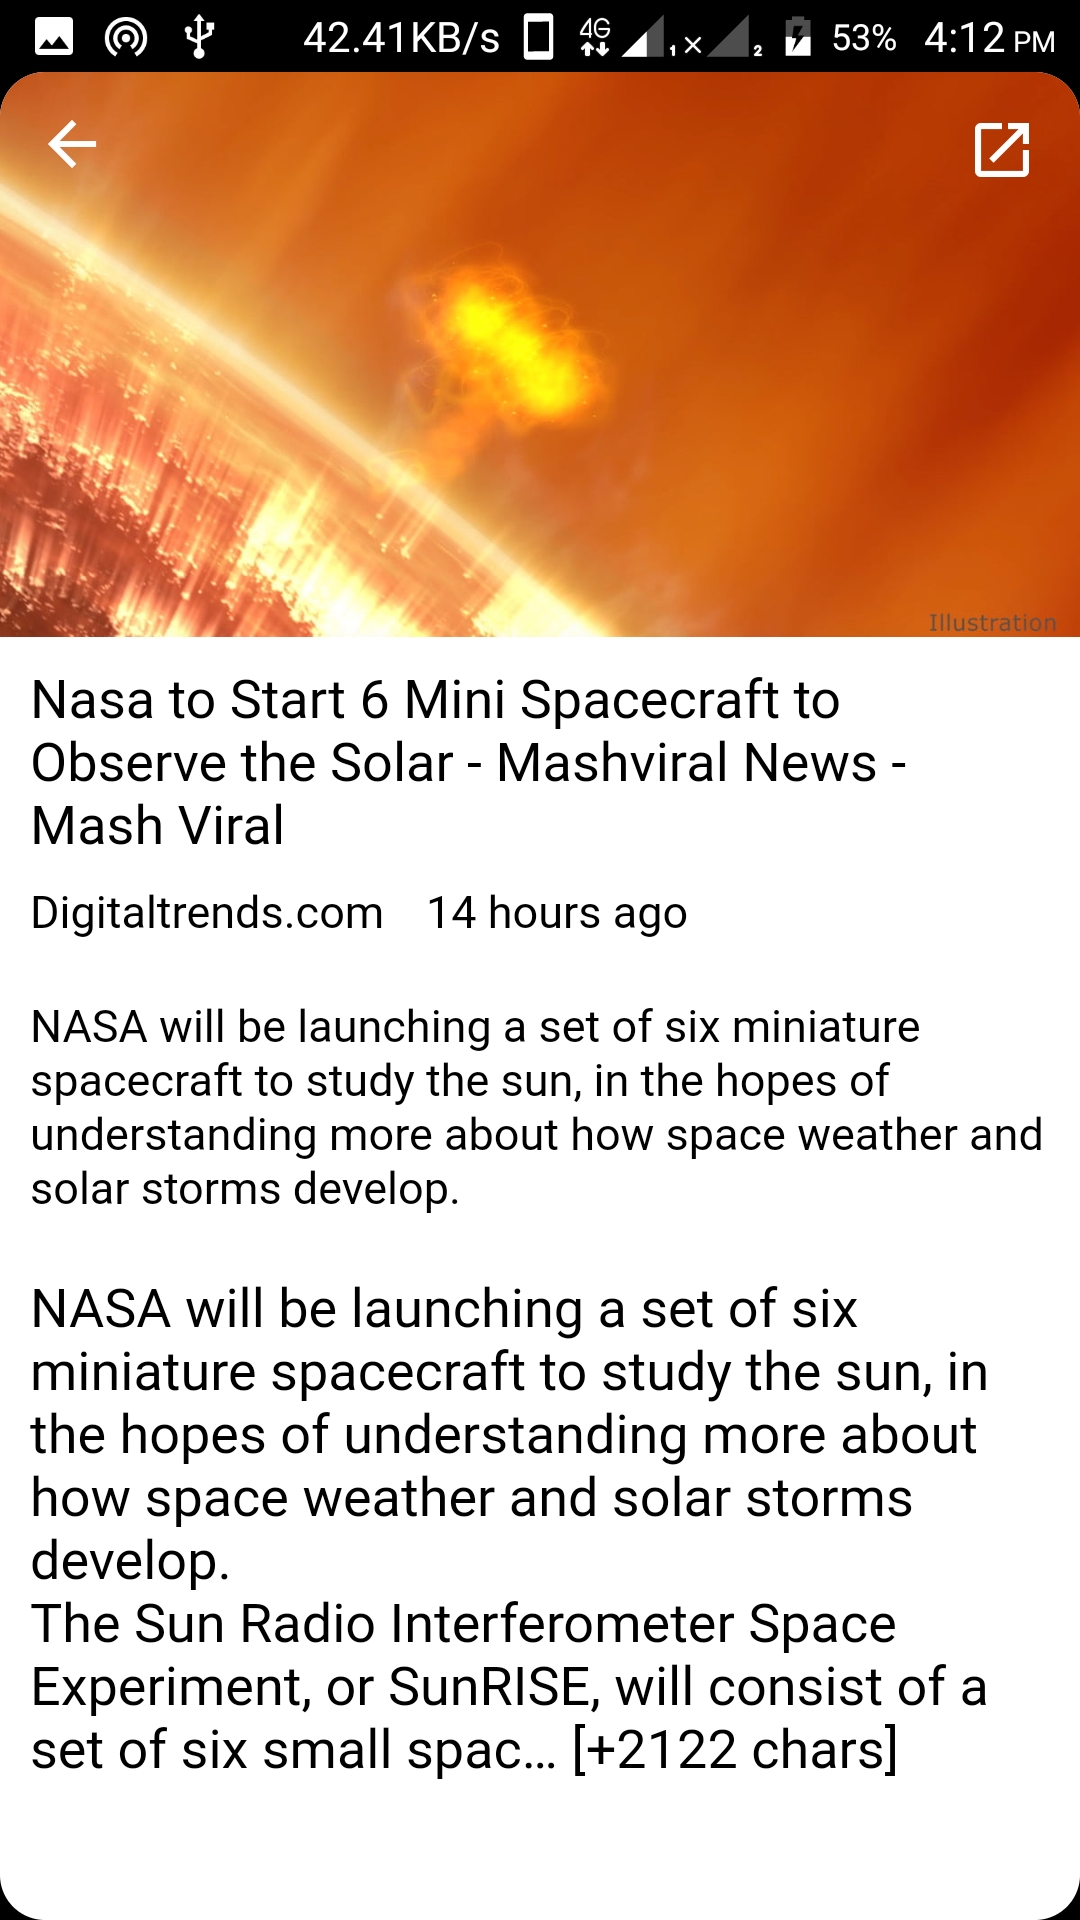 42.41KB/s 4G 1 2 53% 4:12 PM
Illustration
Nasa to Start 6 Mini Spacecraft to
Observe the Solar - Mashviral News -
Mash Viral
Digitaltrends.com 14 hours ago
NASA will be launching a set of six miniature
spacecraft to study the sun, in the hopes of
understanding more about how space weather and
solar storms develop.
NASA will be launching a set of six
miniature spacecraft to study the sun, in
the hopes of understanding more about
how space weather and solar storms
develop.
The Sun Radio Interferometer Space
Experiment, or SunRISE, will consist of a
set of six small spac… [+2122 chars]